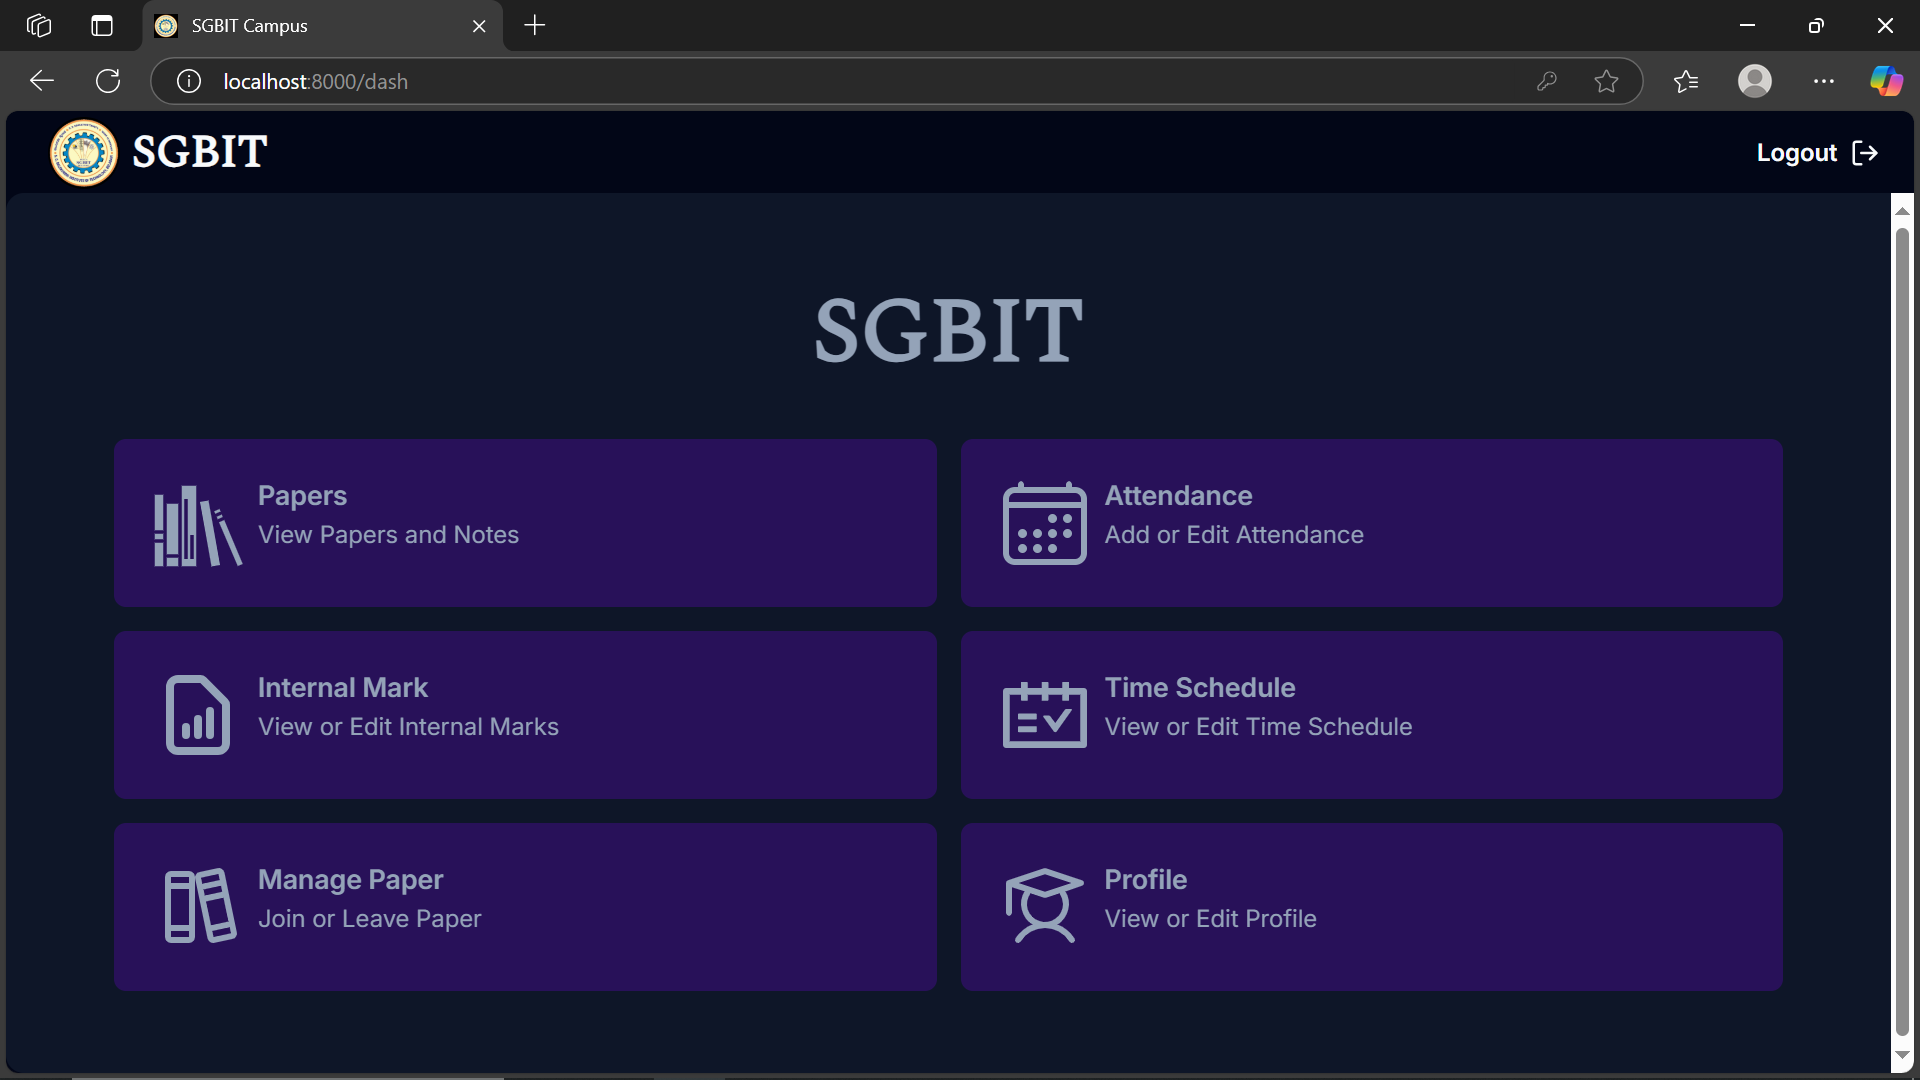 SGBIT Campus
localhost:8000/dash
SGBIT
Logout
SGBIT
Papers
View Papers and Notes
Attendance
Add or Edit Attendance
Internal Mark
View or Edit Internal Marks
Time Schedule
View or Edit Time Schedule
Manage Paper
Join or Leave Paper
Profile
View or Edit Profile